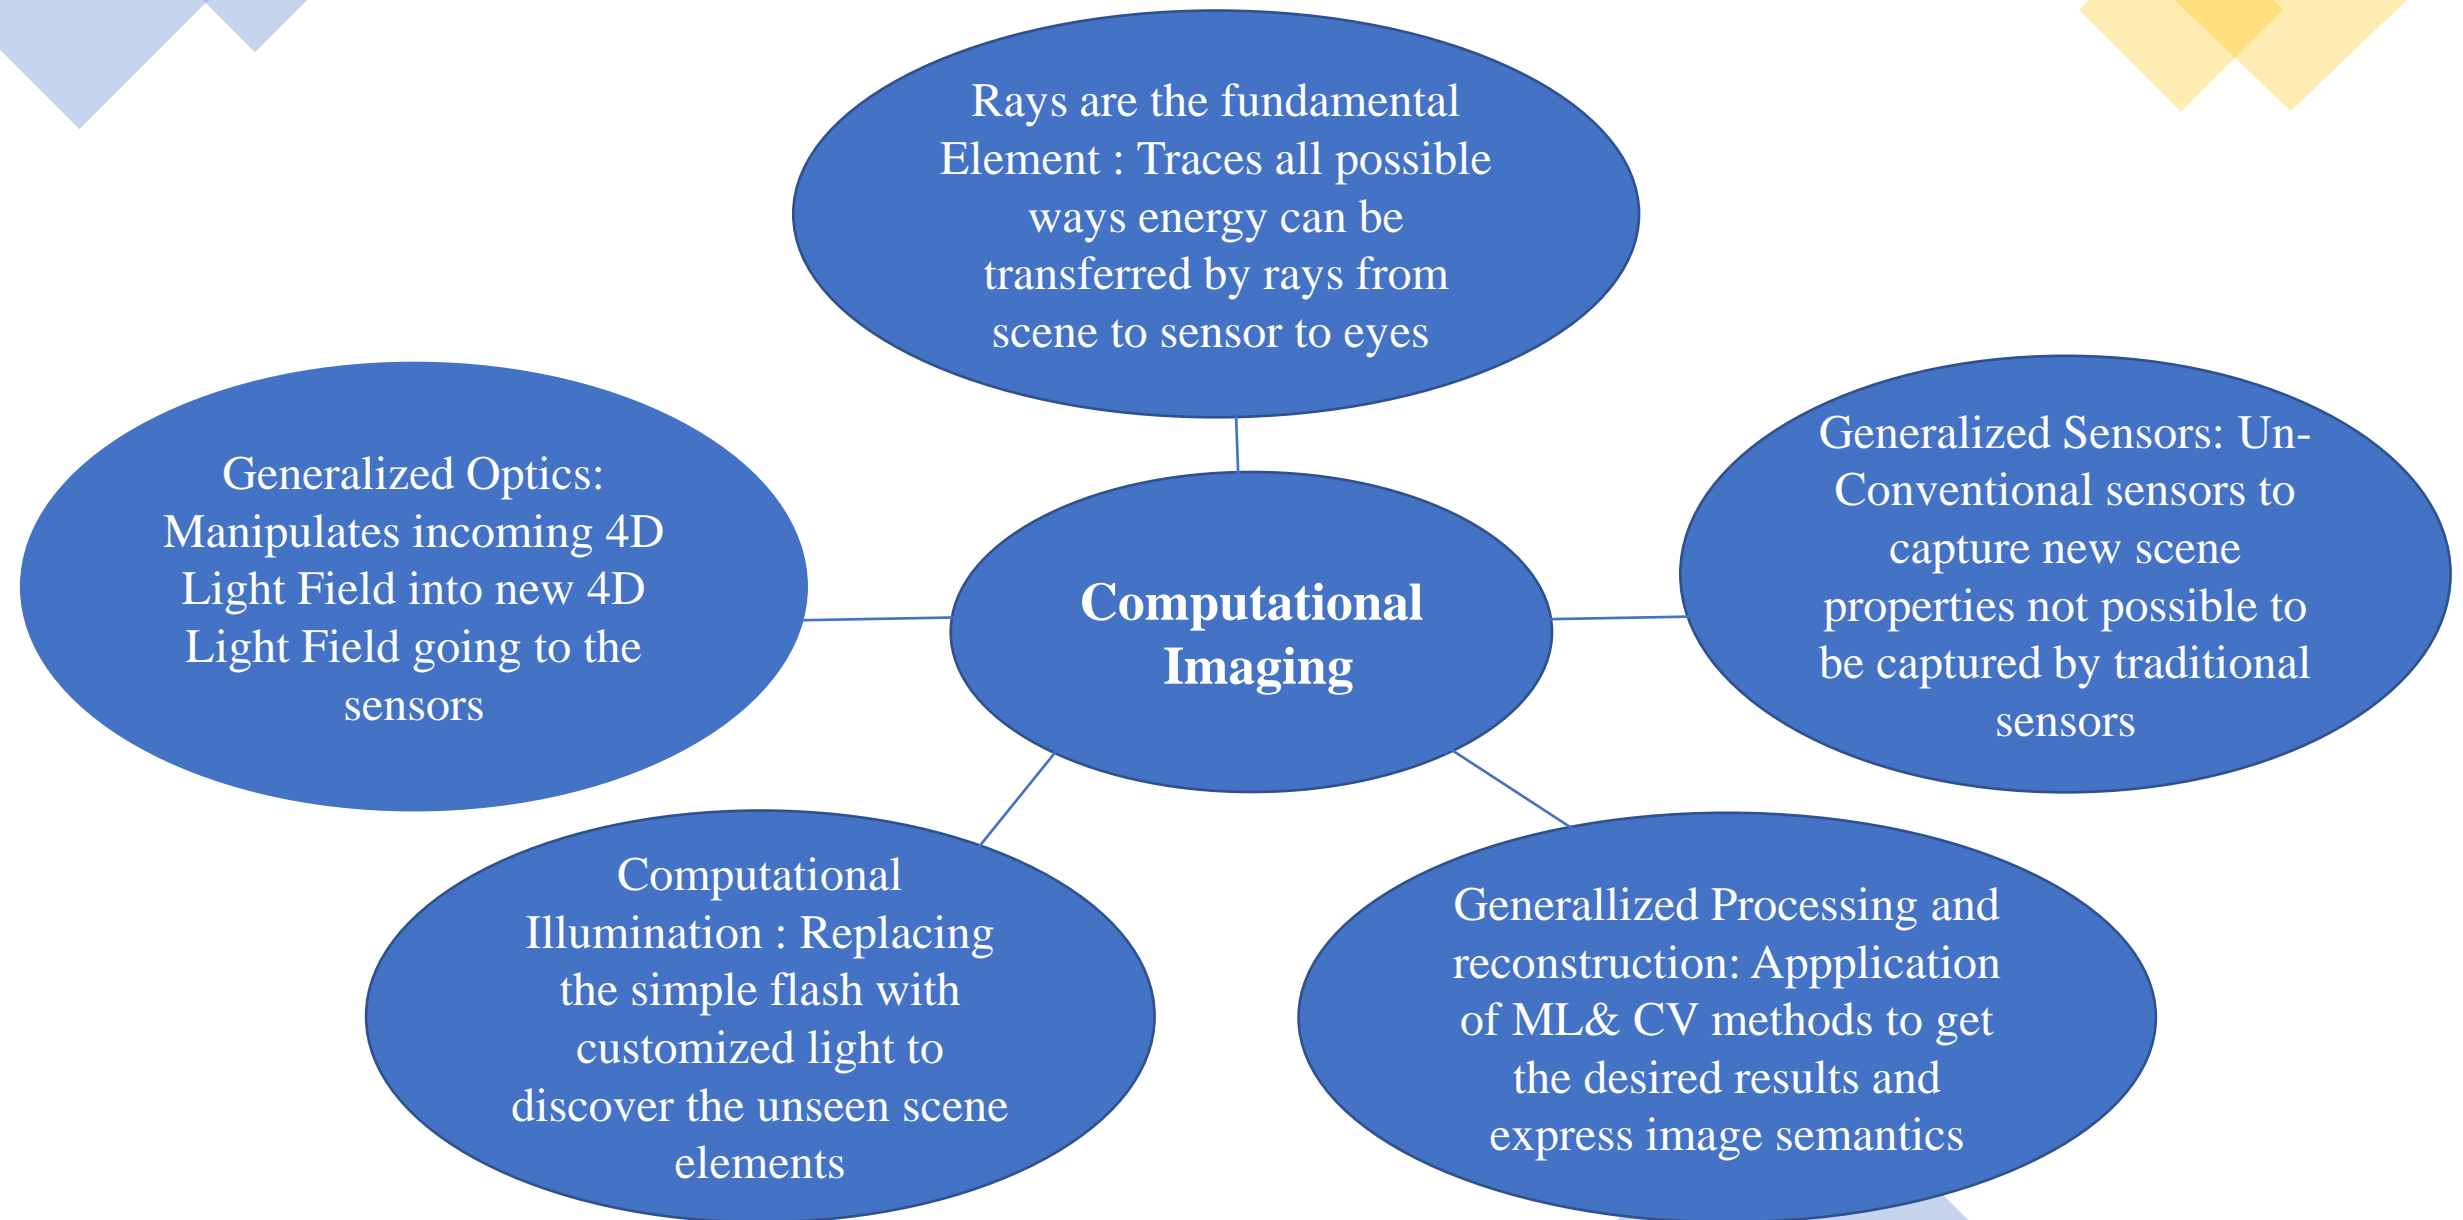 Rays are the fundamental
Element : Traces all possible
ways energy can be
transferred by rays from
scene to sensor to eyes
Generalized Optics:
Manipulates incoming 4D
Light Field into new 4D
Light Field going to the
sensors
Computational
Imaging
Generalized Sensors: Un-
Conventional sensors to
capture new scene
properties not possible to
be captured by traditional
sensors
Computational
Illumination : Replacing
the simple flash with
customized light to
discover the unseen scene
elements
Generallized Processing and
reconstruction: Appplication
of ML& CV methods to get
the desired results and
express image semantics